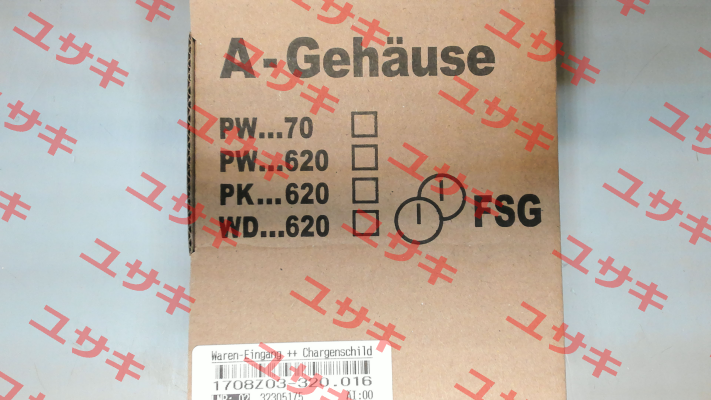 A-Gehäuse
PW...70
PW...620
PK...620
WD...620
FSG
Waren-Eingang ++ Chargenschild
1708Z03-320.016
32305175
ユサキ